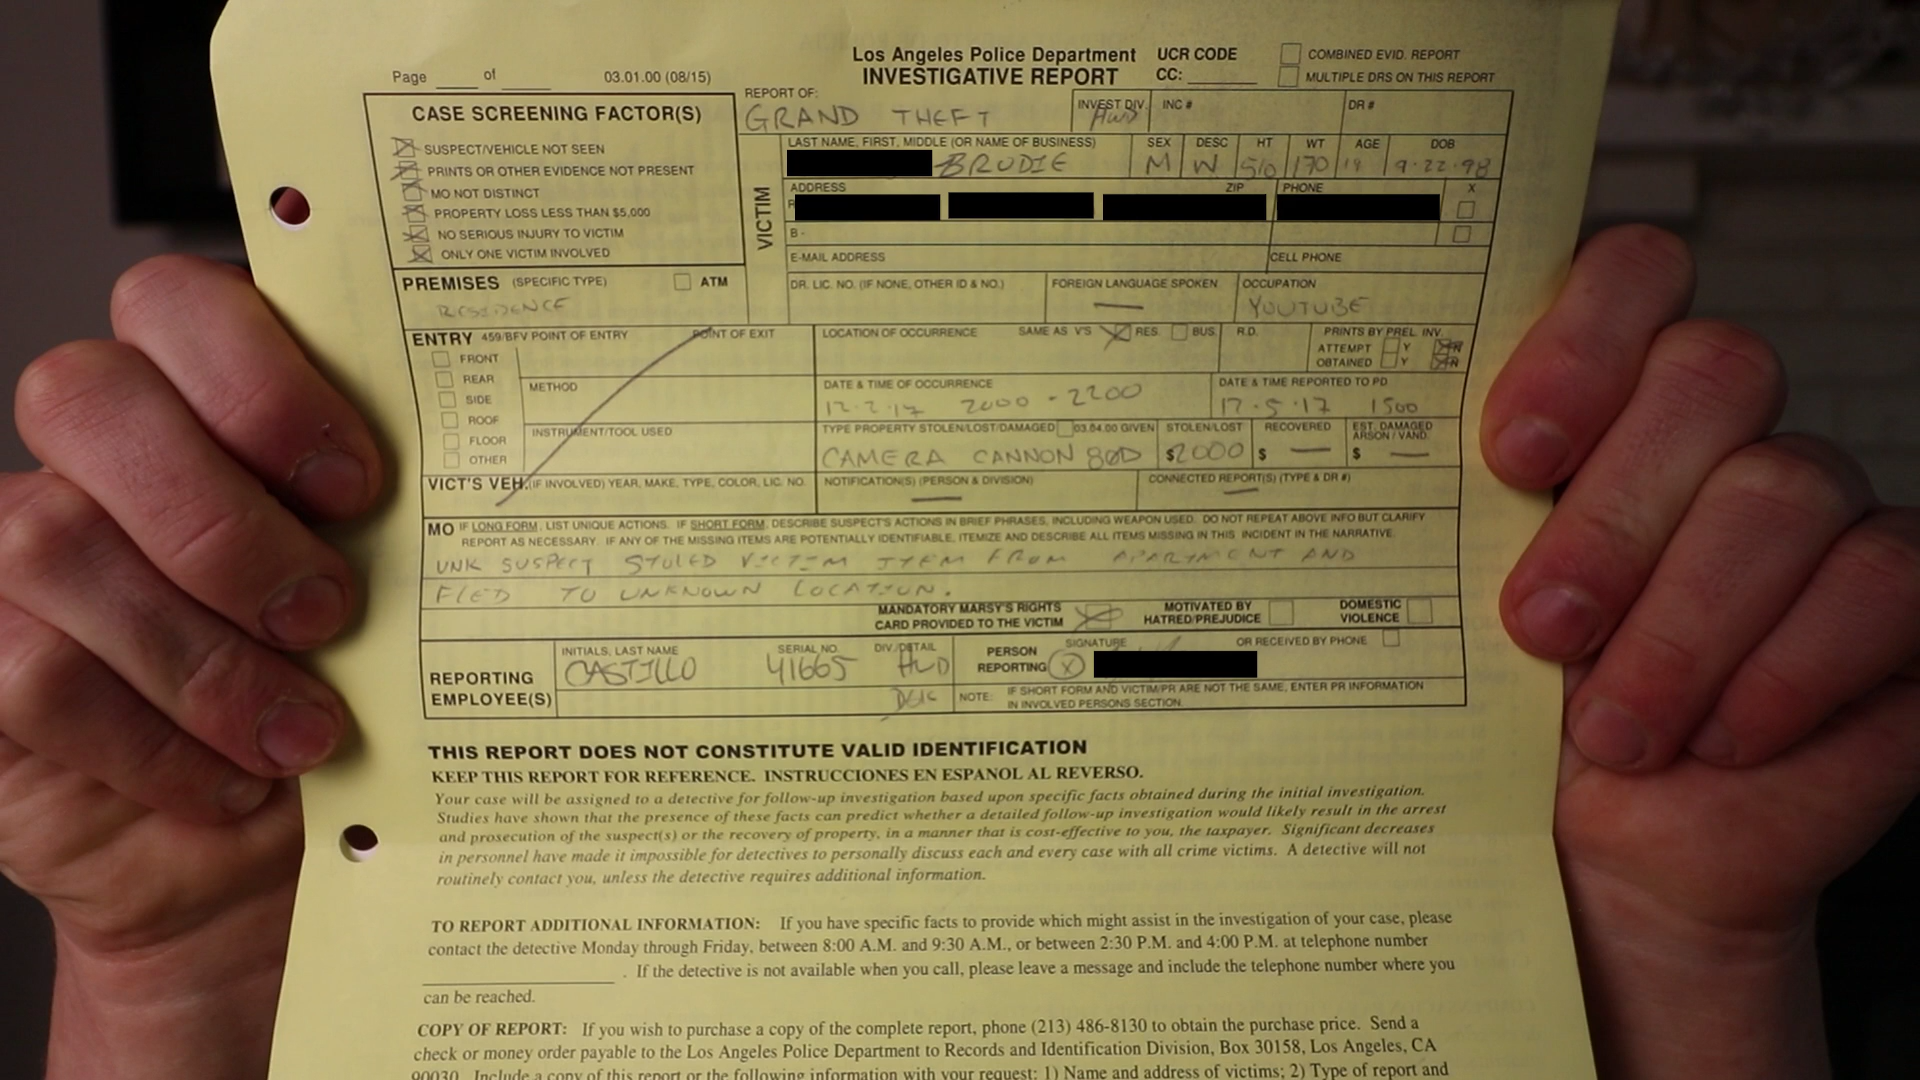 Los Angeles Police Department
INVESTIGATIVE REPORT
UCR CODE
CC:
COMBINED EVID. REPORT
MULTIPLE DRS ON THIS REPORT
Page of 03.01.00 (08/15)
CASE SCREENING FACTOR(S)
SUSPECT/VEHICLE NOT SEEN
PRINTS OR OTHER EVIDENCE NOT PRESENT
MO NOT DISTINCT
PROPERTY LOSS LESS THAN $5,000
NO SERIOUS INJURY TO VICTIM
ONLY ONE VICTIM INVOLVED
REPORT OF:
GRAND THEFT
INVEST DIV. INC # DR #
HWD
VICTIM
LAST NAME, FIRST, MIDDLE (OR NAME OF BUSINESS) SEX DESC HT WT AGE DOB
BRODIE M W 510 170 19 9·22·98
ADDRESS ZIP PHONE X
R
B -
E-MAIL ADDRESS CELL PHONE
DR. LIC. NO. (IF NONE, OTHER ID & NO.) FOREIGN LANGUAGE SPOKEN OCCUPATION
YOUTUBE
PREMISES (SPECIFIC TYPE) ATM
RESIDENCE
ENTRY 459/BFV POINT OF ENTRY POINT OF EXIT
FRONT
REAR
SIDE
ROOF
FLOOR
OTHER
METHOD
INSTRUMENT/TOOL USED
LOCATION OF OCCURRENCE SAME AS V'S RES. BUS. R.D.
PRINTS BY PREL. INV.
ATTEMPT Y N
OBTAINED Y N
DATE & TIME OF OCCURRENCE DATE & TIME REPORTED TO PD
12·2·17 2000 - 2200 12·5·17 1500
TYPE PROPERTY STOLEN/LOST/DAMAGED 03.04.00 GIVEN STOLEN/LOST RECOVERED EST. DAMAGED ARSON / VAND.
CAMERA CANNON 80D $2000 $ — $ —
VICT'S VEH. (IF INVOLVED) YEAR, MAKE, TYPE, COLOR, LIC. NO. NOTIFICATION(S) (PERSON & DIVISION) CONNECTED REPORT(S) (TYPE & DR #)
MO IF LONG FORM, LIST UNIQUE ACTIONS. IF SHORT FORM, DESCRIBE SUSPECT'S ACTIONS IN BRIEF PHRASES, INCLUDING WEAPON USED. DO NOT REPEAT ABOVE INFO BUT CLARIFY
REPORT AS NECESSARY. IF ANY OF THE MISSING ITEMS ARE POTENTIALLY IDENTIFIABLE, ITEMIZE AND DESCRIBE ALL ITEMS MISSING IN THIS INCIDENT IN THE NARRATIVE.
UNK SUSPECT STOLED VICTIM ITEM FROM APARTMENT AND
FLED TO UNKNOWN LOCATION.
MANDATORY MARSY'S RIGHTS
CARD PROVIDED TO THE VICTIM
MOTIVATED BY
HATRED/PREJUDICE
DOMESTIC
VIOLENCE
REPORTING
EMPLOYEE(S)
INITIALS, LAST NAME SERIAL NO. DIV./DETAIL
CASTILLO 41665 HWD
PERSON
REPORTING
SIGNATURE OR RECEIVED BY PHONE
X
NOTE: IF SHORT FORM AND VICTIM/PR ARE NOT THE SAME, ENTER PR INFORMATION
IN INVOLVED PERSONS SECTION.
THIS REPORT DOES NOT CONSTITUTE VALID IDENTIFICATION
KEEP THIS REPORT FOR REFERENCE. INSTRUCCIONES EN ESPANOL AL REVERSO.
Your case will be assigned to a detective for follow-up investigation based upon specific facts obtained during the initial investigation.
Studies have shown that the presence of these facts can predict whether a detailed follow-up investigation would likely result in the arrest
and prosecution of the suspect(s) or the recovery of property, in a manner that is cost-effective to you, the taxpayer. Significant decreases
in personnel have made it impossible for detectives to personally discuss each and every case with all crime victims. A detective will not
routinely contact you, unless the detective requires additional information.
TO REPORT ADDITIONAL INFORMATION: If you have specific facts to provide which might assist in the investigation of your case, please
contact the detective Monday through Friday, between 8:00 A.M. and 9:30 A.M., or between 2:30 P.M. and 4:00 P.M. at telephone number
. If the detective is not available when you call, please leave a message and include the telephone number where you
can be reached.
COPY OF REPORT: If you wish to purchase a copy of the complete report, phone (213) 486-8130 to obtain the purchase price. Send a
check or money order payable to the Los Angeles Police Department to Records and Identification Division, Box 30158, Los Angeles, CA
90030. Include a copy of this report or the following information with your request: 1) Name and address of victims; 2) Type of report and